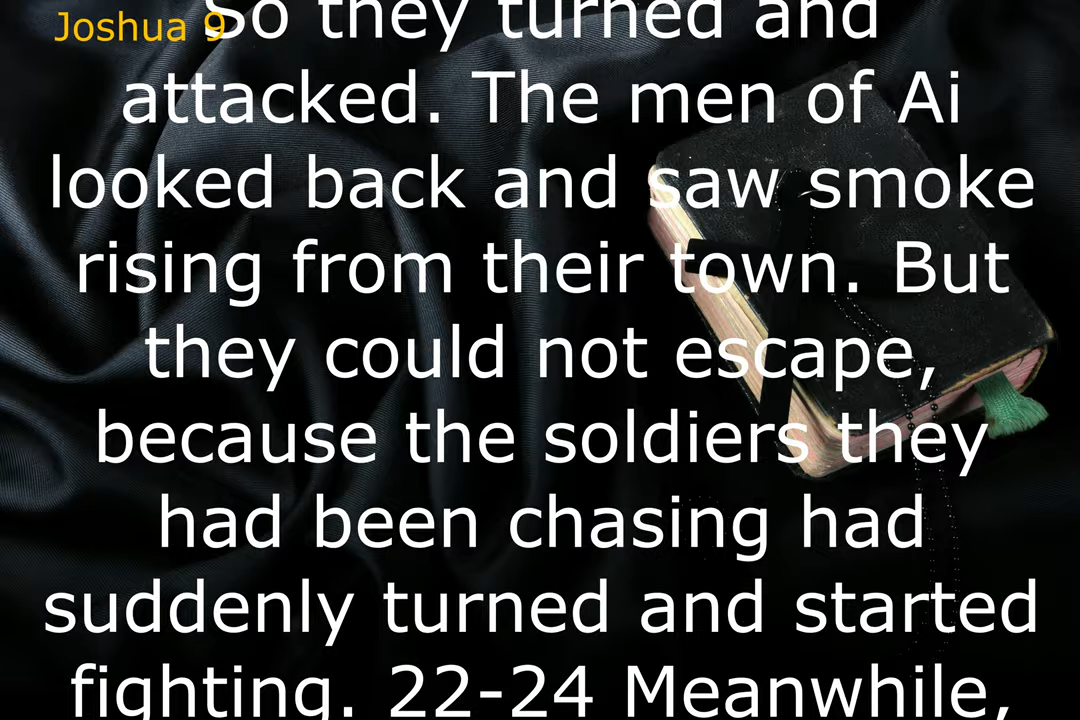 Joshua 9
So they turned and
attacked. The men of Ai
looked back and saw smoke
rising from their town. But
they could not escape,
because the soldiers they
had been chasing had
suddenly turned and started
fighting. 22-24 Meanwhile,